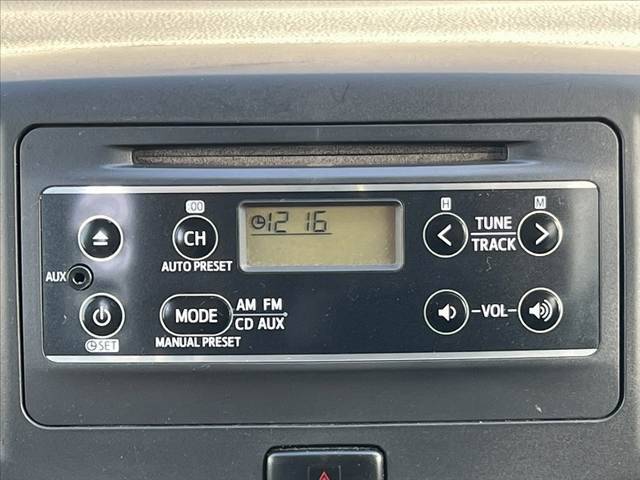 :00
H
M
CH
12 16
TUNE
TRACK
AUTO PRESET
AUX
MODE
AM FM
CD AUX
VOL
SET
MANUAL PRESET